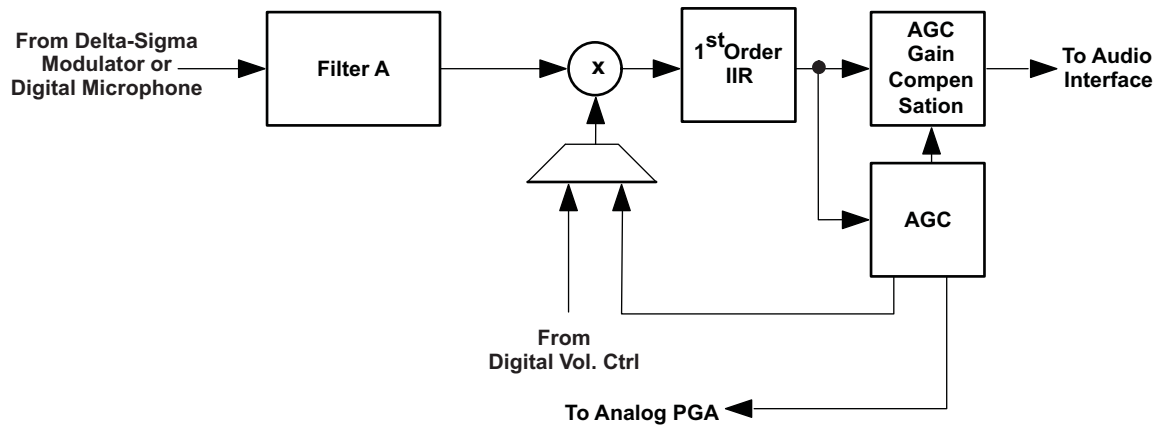 From Delta-Sigma
Modulator or
Digital Microphone
Filter A
x
1st Order
IIR
AGC
Gain
Compen
Sation
To Audio
Interface
AGC
From
Digital Vol. Ctrl
To Analog PGA